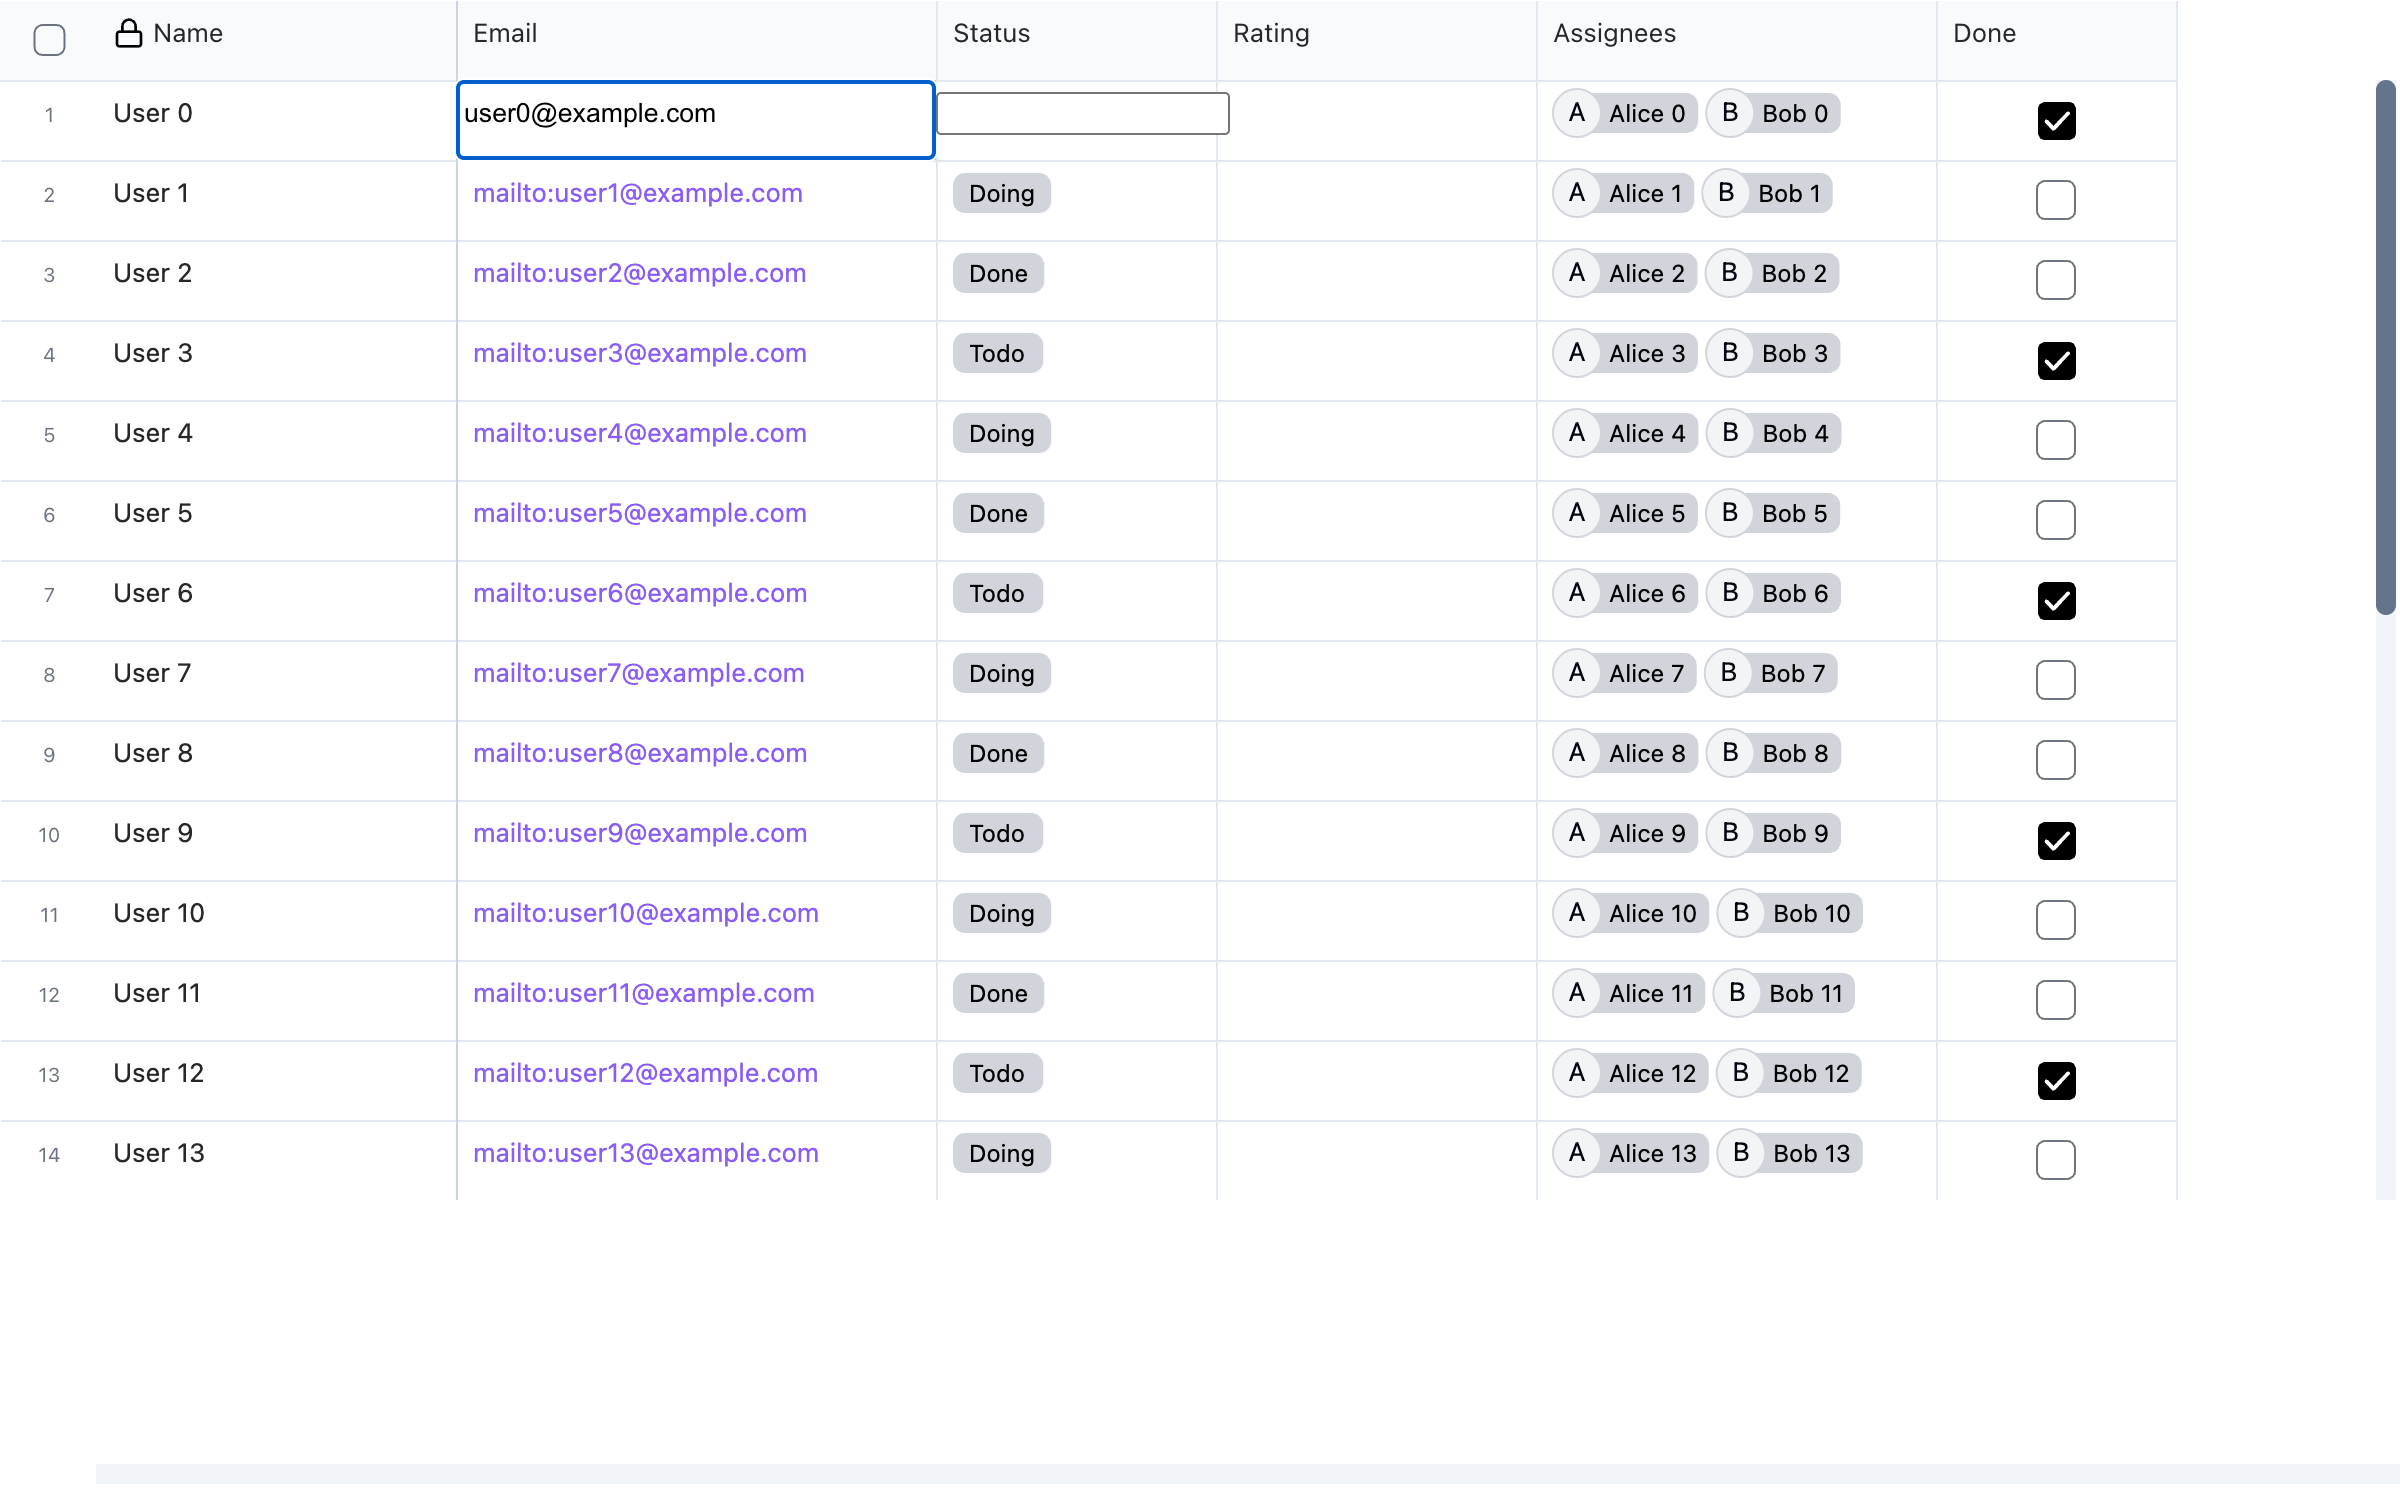 Name Email Status Rating Assignees Done
1 User 0 user0@example.com A Alice 0 B Bob 0
2 User 1 mailto:user1@example.com Doing A Alice 1 B Bob 1
3 User 2 mailto:user2@example.com Done A Alice 2 B Bob 2
4 User 3 mailto:user3@example.com Todo A Alice 3 B Bob 3
5 User 4 mailto:user4@example.com Doing A Alice 4 B Bob 4
6 User 5 mailto:user5@example.com Done A Alice 5 B Bob 5
7 User 6 mailto:user6@example.com Todo A Alice 6 B Bob 6
8 User 7 mailto:user7@example.com Doing A Alice 7 B Bob 7
9 User 8 mailto:user8@example.com Done A Alice 8 B Bob 8
10 User 9 mailto:user9@example.com Todo A Alice 9 B Bob 9
11 User 10 mailto:user10@example.com Doing A Alice 10 B Bob 10
12 User 11 mailto:user11@example.com Done A Alice 11 B Bob 11
13 User 12 mailto:user12@example.com Todo A Alice 12 B Bob 12
14 User 13 mailto:user13@example.com Doing A Alice 13 B Bob 13